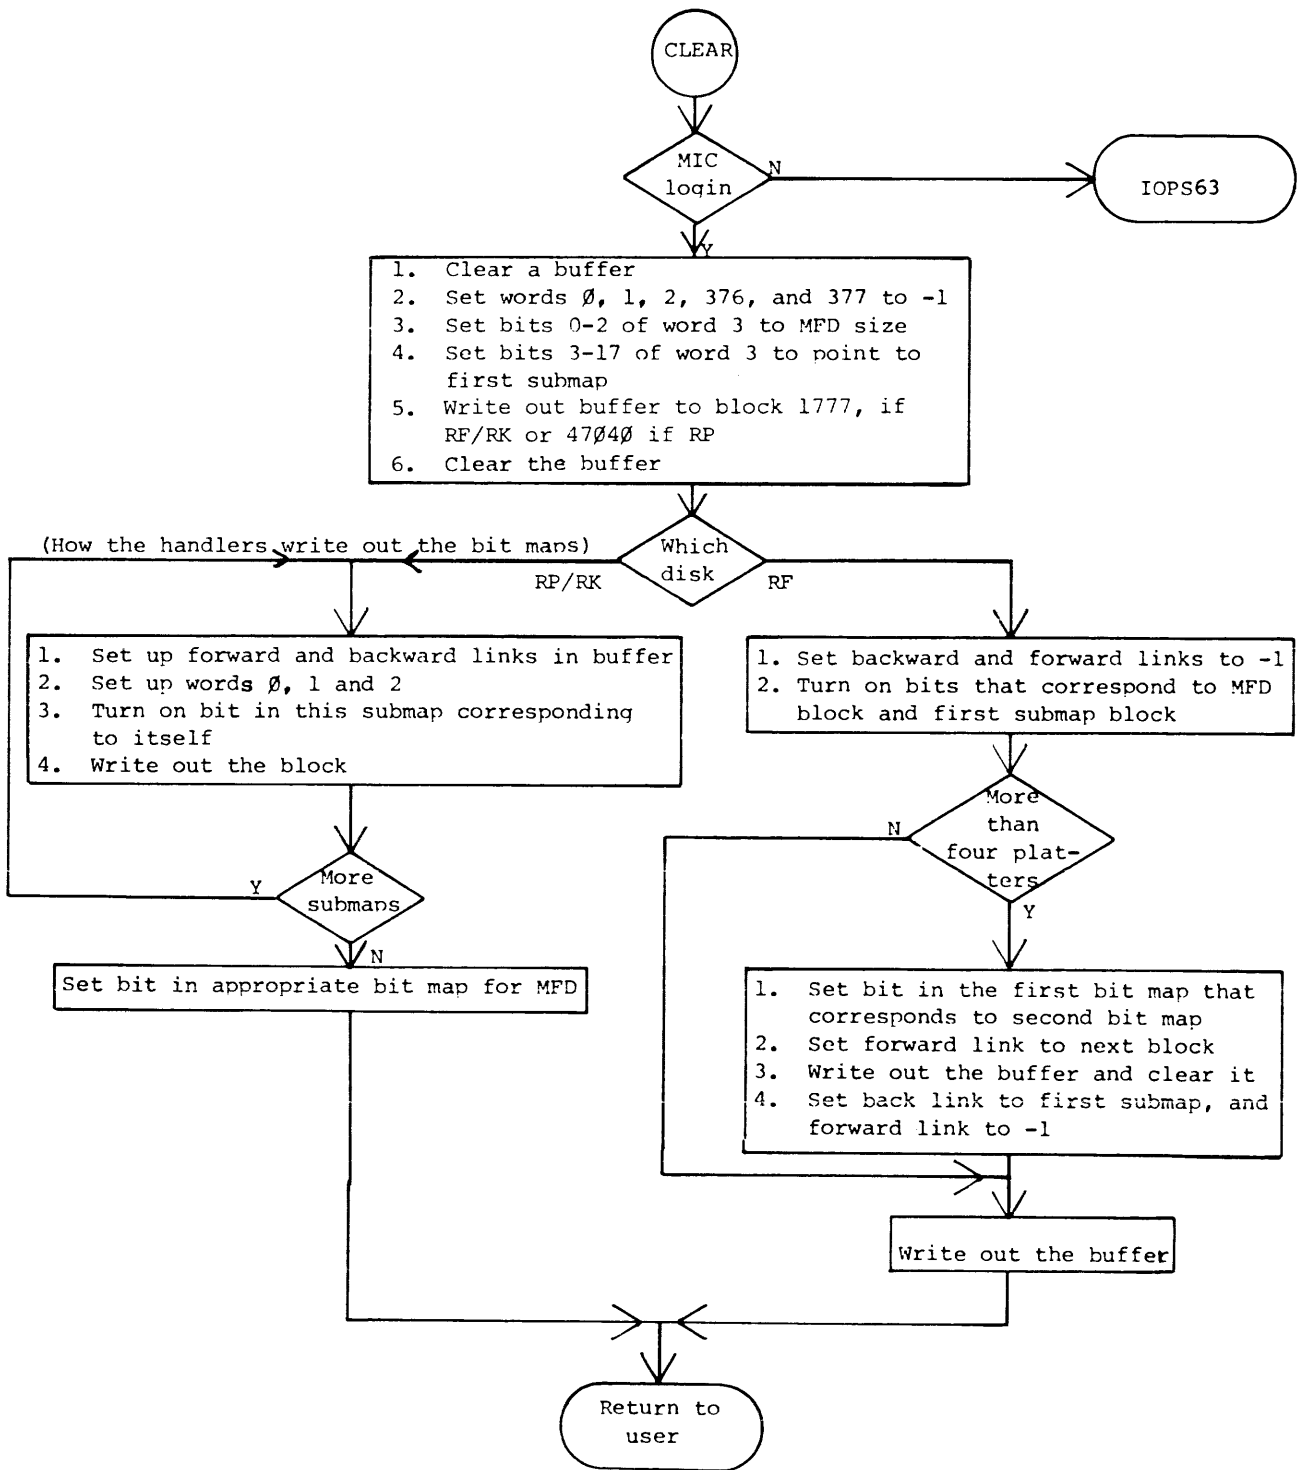 CLEAR
MIC
login
N
IOPS63
Y
1. Clear a buffer
2. Set words Ø, 1, 2, 376, and 377 to -1
3. Set bits 0-2 of word 3 to MFD size
4. Set bits 3-17 of word 3 to point to
first submap
5. Write out buffer to block 1777, if
RF/RK or 47Ø4Ø if RP
6. Clear the buffer
(How the handlers write out the bit maps)
Which
disk
RP/RK
RF
1. Set up forward and backward links in buffer
2. Set up words Ø, 1 and 2
3. Turn on bit in this submap corresponding
to itself
4. Write out the block
1. Set backward and forward links to -1
2. Turn on bits that correspond to MFD
block and first submap block
More
than
four plat-
ters
N
Y
More
submaps
Y
N
Set bit in appropriate bit map for MFD
1. Set bit in the first bit map that
corresponds to second bit map
2. Set forward link to next block
3. Write out the buffer and clear it
4. Set back link to first submap, and
forward link to -1
Write out the buffer
Return to
user